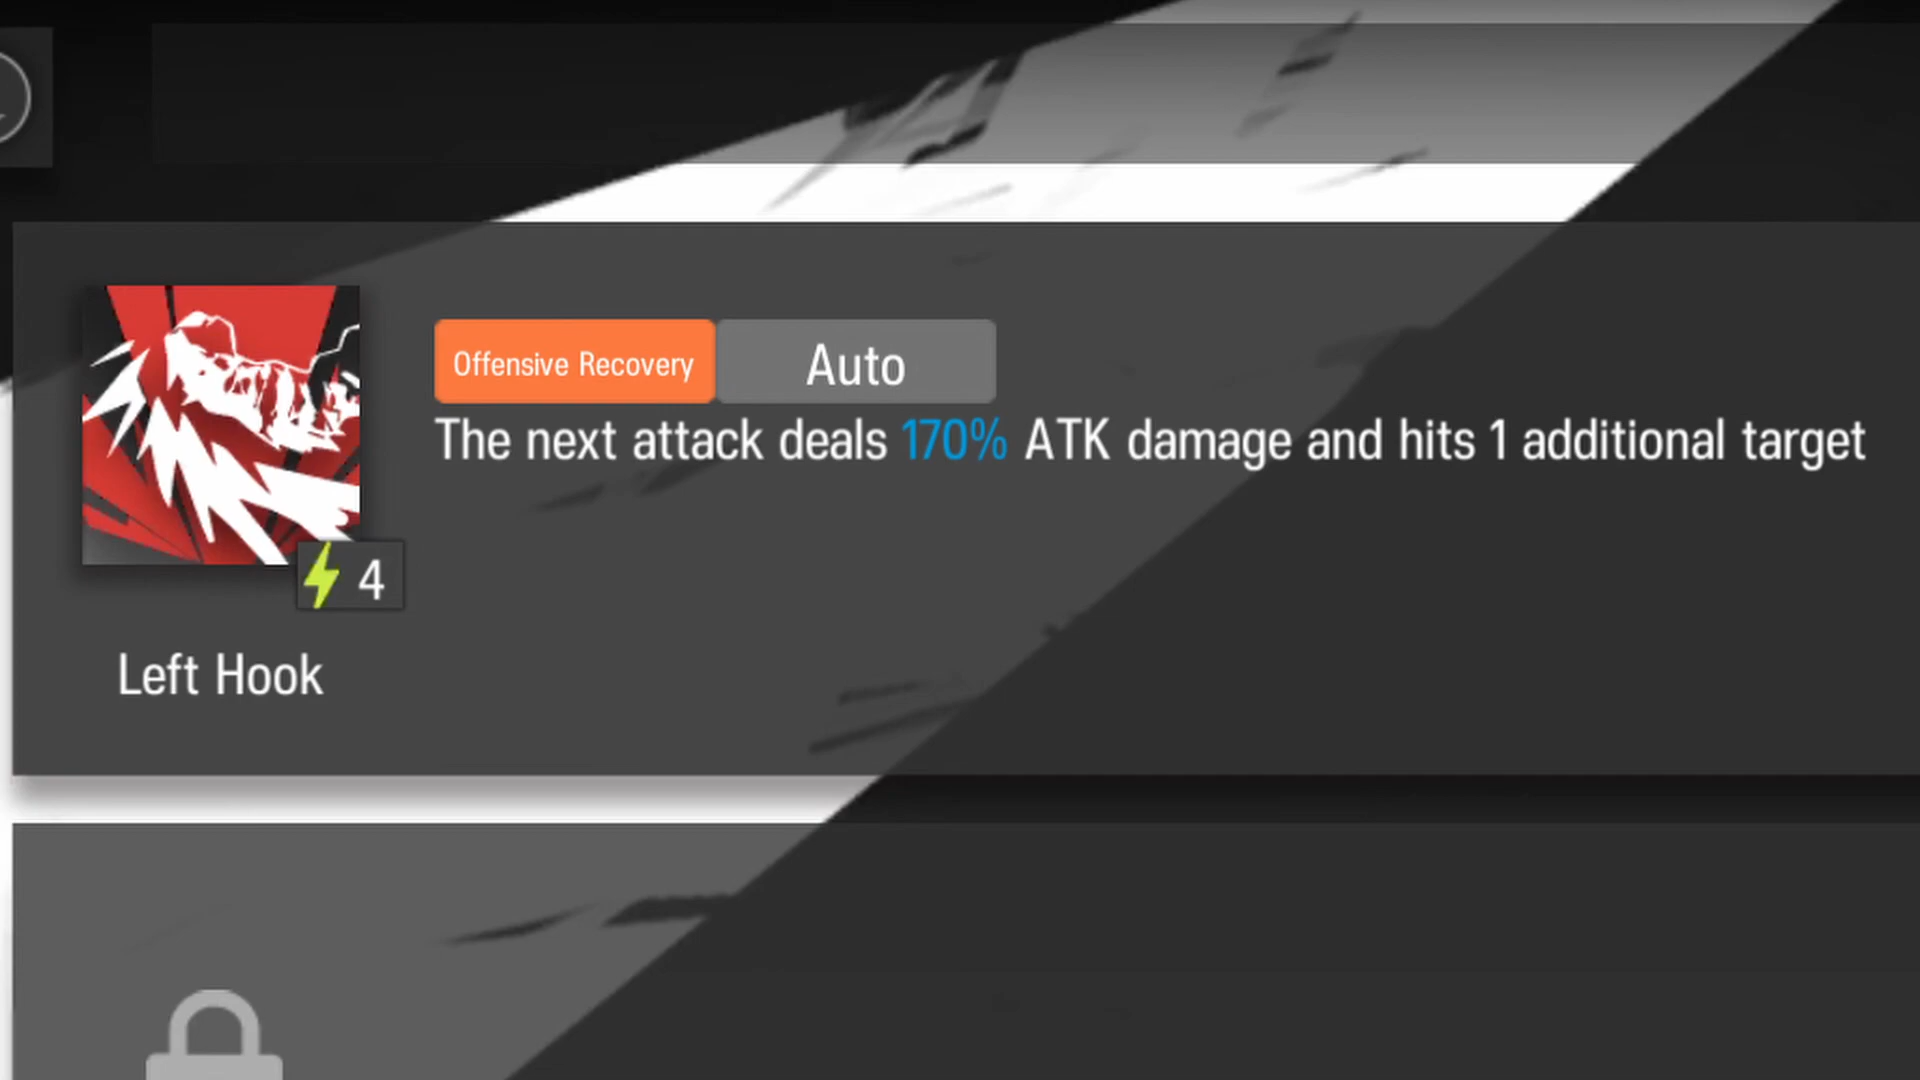 Offensive Recovery Auto
The next attack deals 170% ATK damage and hits 1 additional target
4
Left Hook